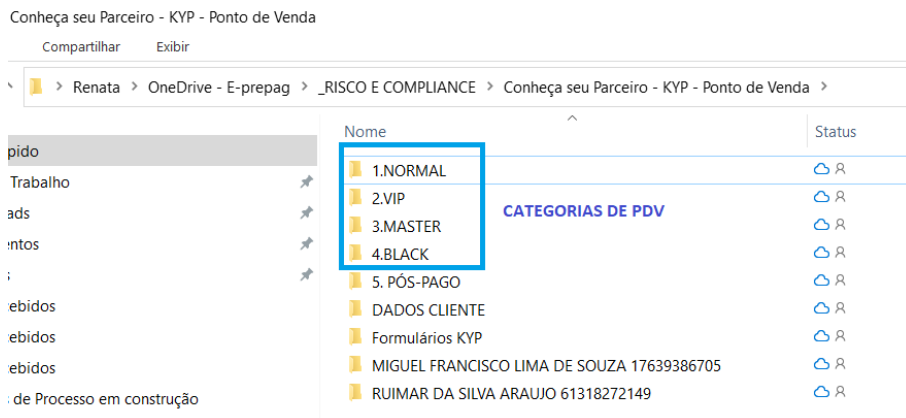 Conheça seu Parceiro - KYP - Ponto de Venda
Compartilhar Exibir
> Renata > OneDrive - E-prepag > _RISCO E COMPLIANCE > Conheça seu Parceiro - KYP - Ponto de Venda >
Nome Status
pido
Trabalho
ads
entos
s
ebidos
ebidos
ebidos
de Processo em construção
1.NORMAL
2.VIP
3.MASTER
4.BLACK
CATEGORIAS DE PDV
5. PÓS-PAGO
DADOS CLIENTE
Formulários KYP
MIGUEL FRANCISCO LIMA DE SOUZA 17639386705
RUIMAR DA SILVA ARAUJO 61318272149